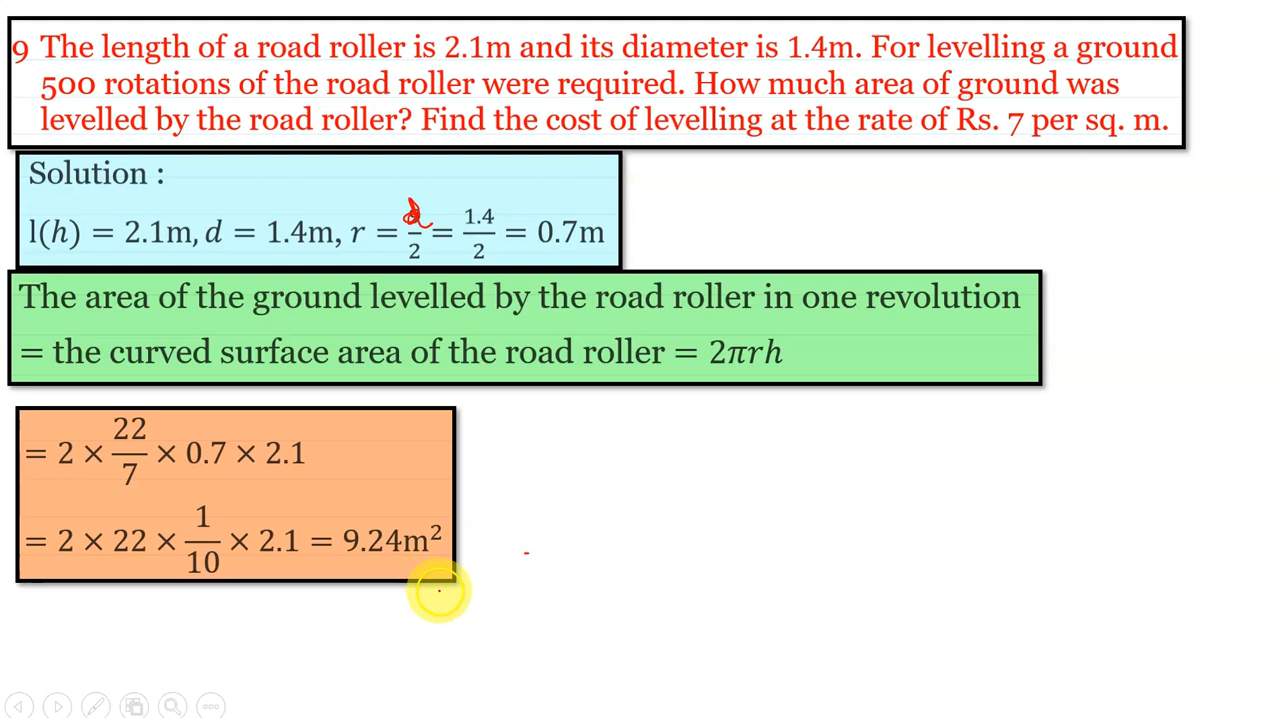 9 The length of a road roller is 2.1m and its diameter is 1.4m. For levelling a ground
500 rotations of the road roller were required. How much area of ground was
levelled by the road roller? Find the cost of levelling at the rate of Rs. 7 per sq. m.
Solution :
l(h) = 2.1m, d = 1.4m, r = d/2 = 1.4/2 = 0.7m
The area of the ground levelled by the road roller in one revolution
= the curved surface area of the road roller = 2πrh
= 2 × 22/7 × 0.7 × 2.1
= 2 × 22 × 1/10 × 2.1 = 9.24m²